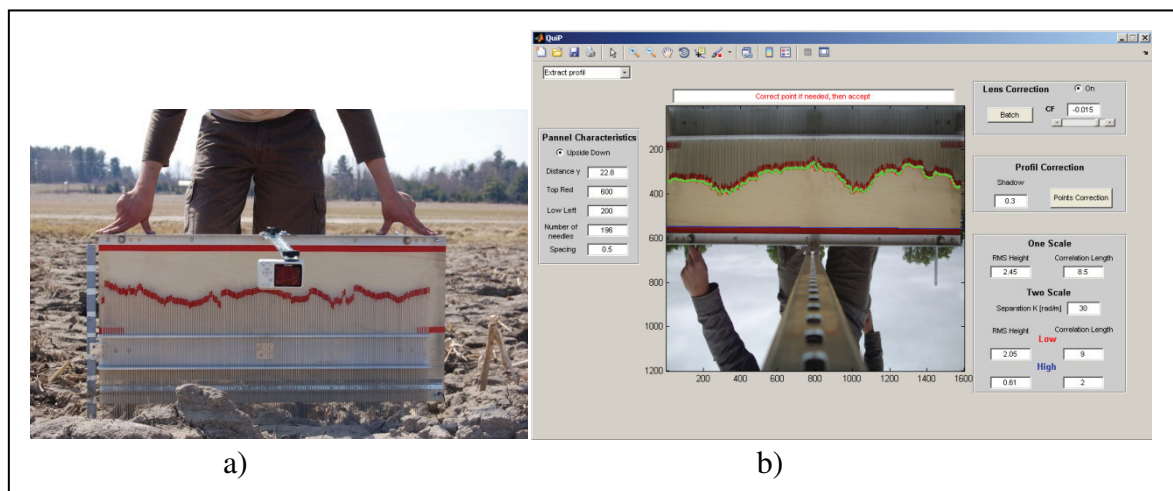 QuiP
Extract profil
Correct point if needed, then accept
Pannel Characteristics
Upside Down
Distance y 22.8
Top Red 600
Low Left 200
Number of needles 196
Spacing 0.5
200
400
600
800
1000
1200
200 400 600 800 1000 1200 1400 1600
Lens Correction On
Batch CF -0.015
Profil Correction
Shadow
0.3 Points Correction
One Scale
RMS Height Correlation Length
2.45 8.5
Two Scale
Separation K [rad/m] 30
RMS Height Correlation Length
Low
2.05 9
High
0.61 2
a) b)